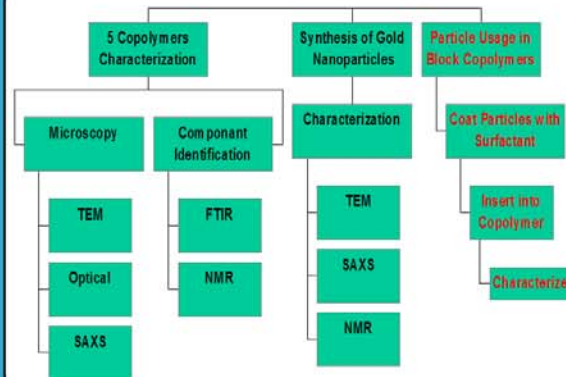 5 Copolymers
Characterization
Synthesis of Gold
Nanoparticles
Particle Usage in
Block Copolymers
Microscopy
Componant
Identification
Characterization
Coat Particles with
Surfactant
TEM
FTIR
TEM
Insert into
Copolymer
Optical
NMR
SAXS
Characterize
SAXS
NMR